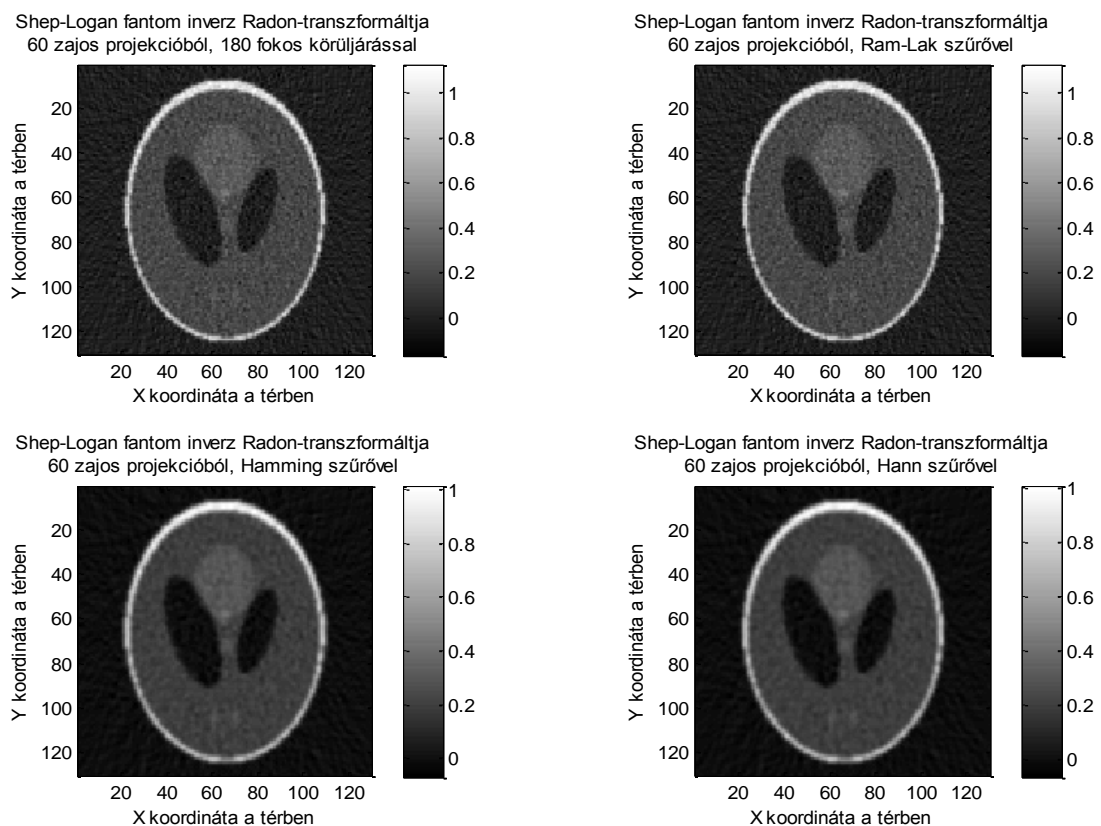 Shep-Logan fantom inverz Radon-transzformáltja
60 zajos projekcióból, 180 fokos körüljárással
20
40
60
80
100
120
Y koordináta a térben
20 40 60 80 100 120
X koordináta a térben
1
0.8
0.6
0.4
0.2
0
Shep-Logan fantom inverz Radon-transzformáltja
60 zajos projekcióból, Ram-Lak szűrővel
20
40
60
80
100
120
Y koordináta a térben
20 40 60 80 100 120
X koordináta a térben
1
0.8
0.6
0.4
0.2
0
Shep-Logan fantom inverz Radon-transzformáltja
60 zajos projekcióból, Hamming szűrővel
20
40
60
80
100
120
Y koordináta a térben
20 40 60 80 100 120
X koordináta a térben
1
0.8
0.6
0.4
0.2
0
Shep-Logan fantom inverz Radon-transzformáltja
60 zajos projekcióból, Hann szűrővel
20
40
60
80
100
120
Y koordináta a térben
20 40 60 80 100 120
X koordináta a térben
1
0.8
0.6
0.4
0.2
0